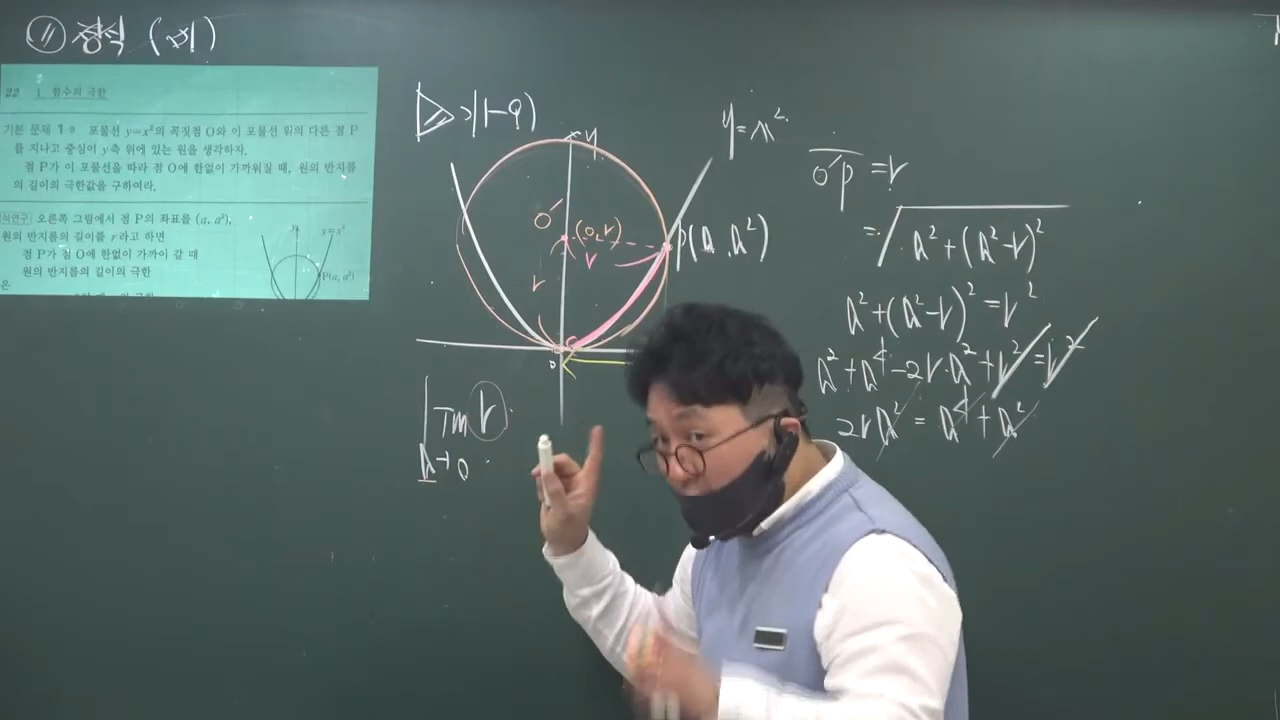 ⑪ 정석 (
22 1 함수의 극한
기본 문제 1-9 포물선 y=x²의 꼭짓점 O와 이 포물선 위의 다른 점 P
를 지나고 중심이 y축 위에 있는 원을 생각하자.
점 P가 이 포물선을 따라 점 O에 한없이 가까워질 때, 원의 반지름
의 길이의 극한값을 구하여라.
오른쪽 그림에서 점 P의 좌표를 (a, a²),
원의 반지름의 길이를 r라고 하면
점 P가 점 O에 한없이 가까이 갈 때
원의 반지름의 길이의 극한
은
y
y=x²
P(a, a²)
1-9)
y
y=x²
O′
(0, r)
r
r
P(a, a²)
0
lim r
a→0
O′P = r
= √a²+(a²-r)²
a²+(a²-r)²=r²
a²+a⁴-2r·a²+r²=r²
2ra² = a⁴+a²